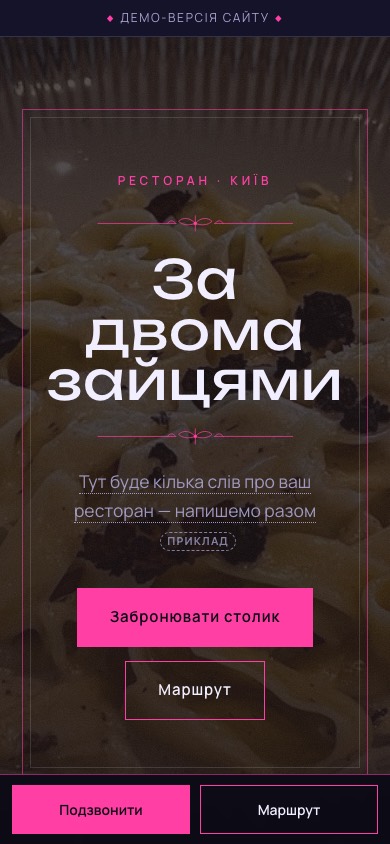 ДЕМО-ВЕРСІЯ САЙТУ
РЕСТОРАН · КИЇВ
За
двома
зайцями
Тут буде кілька слів про ваш
ресторан — напишемо разом
ПРИКЛАД
Забронювати столик
Маршрут
Подзвонити
Маршрут